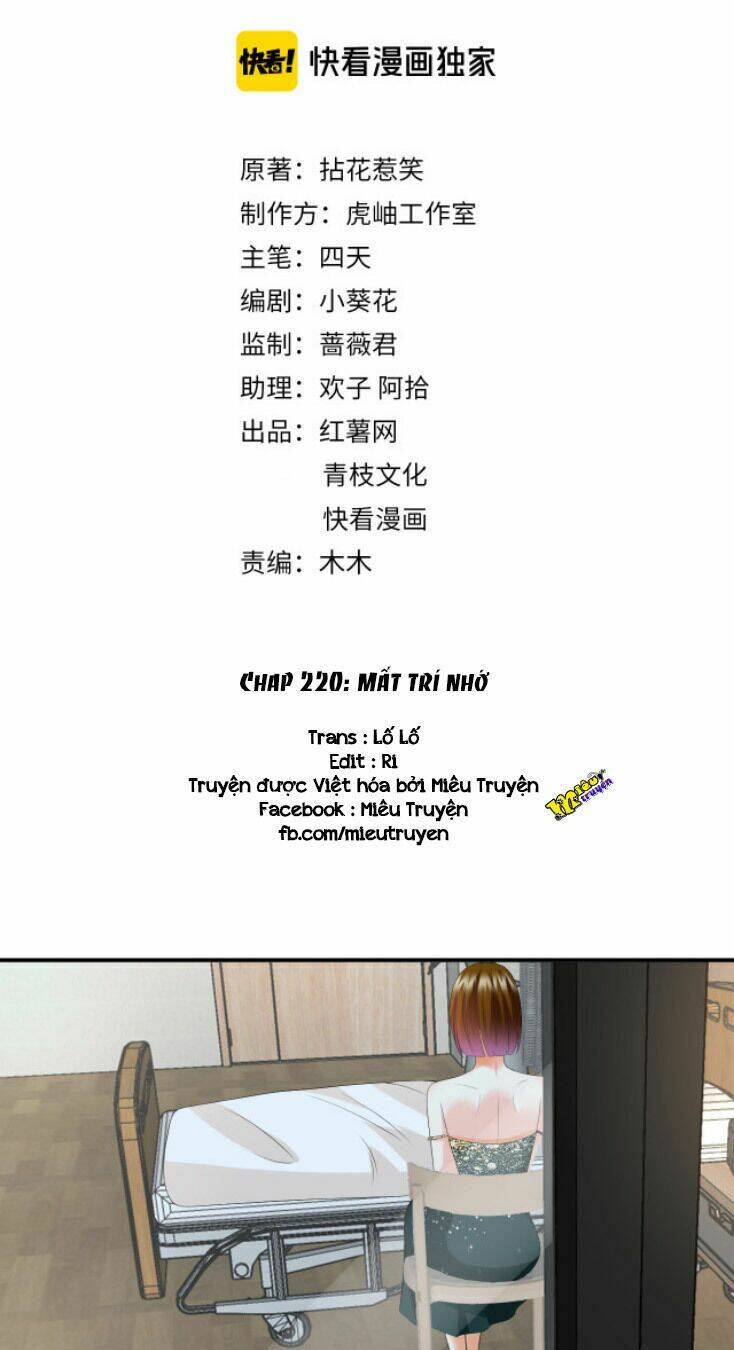 快看! 快看漫画独家
原著：拈花惹笑
制作方：虎岫工作室
主笔：四天
编剧：小葵花
监制：蔷薇君
助理：欢子 阿拾
出品：红薯网
青枝文化
快看漫画
责编：木木
CHAP 220: MẤT TRÍ NHỚ
Trans : Lố Lố
Edit : Ri
Truyện được Việt hóa bởi Miêu Truyện
Miêu truyện
Facebook : Miêu Truyện
fb.com/mieutruyen